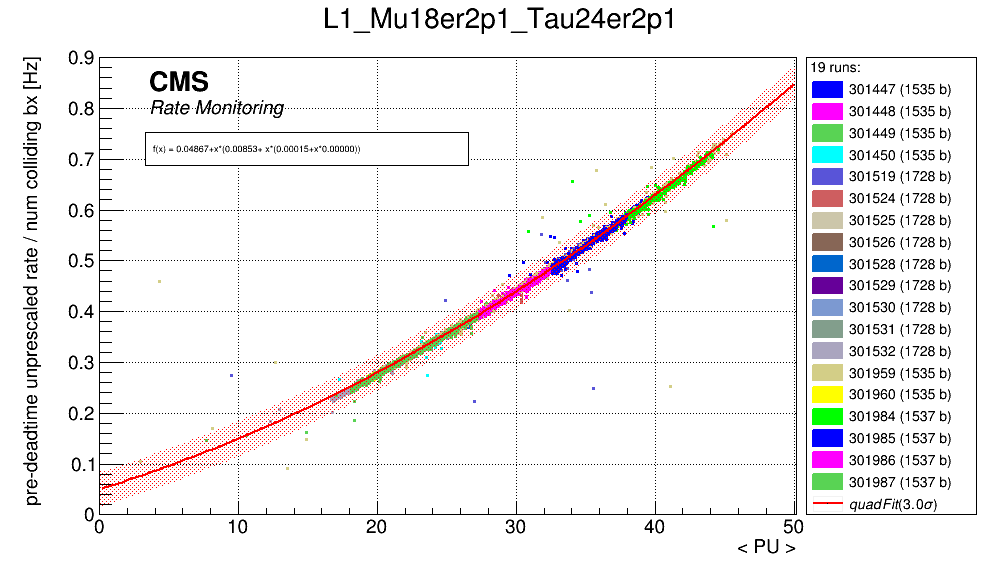 L1_Mu18er2p1_Tau24er2p1
pre-deadtime unprescaled rate / num colliding bx [Hz]
0.9
0.8
0.7
0.6
0.5
0.4
0.3
0.2
0.1
0
CMS
Rate Monitoring
f(x) = 0.04867+x*(0.00853+ x*(0.00015+x*0.00000))
0 10 20 30 40 50
< PU >
19 runs:
301447 (1535 b)
301448 (1535 b)
301449 (1535 b)
301450 (1535 b)
301519 (1728 b)
301524 (1728 b)
301525 (1728 b)
301526 (1728 b)
301528 (1728 b)
301529 (1728 b)
301530 (1728 b)
301531 (1728 b)
301532 (1728 b)
301959 (1535 b)
301960 (1535 b)
301984 (1537 b)
301985 (1537 b)
301986 (1537 b)
301987 (1537 b)
quadFit(3.0σ)